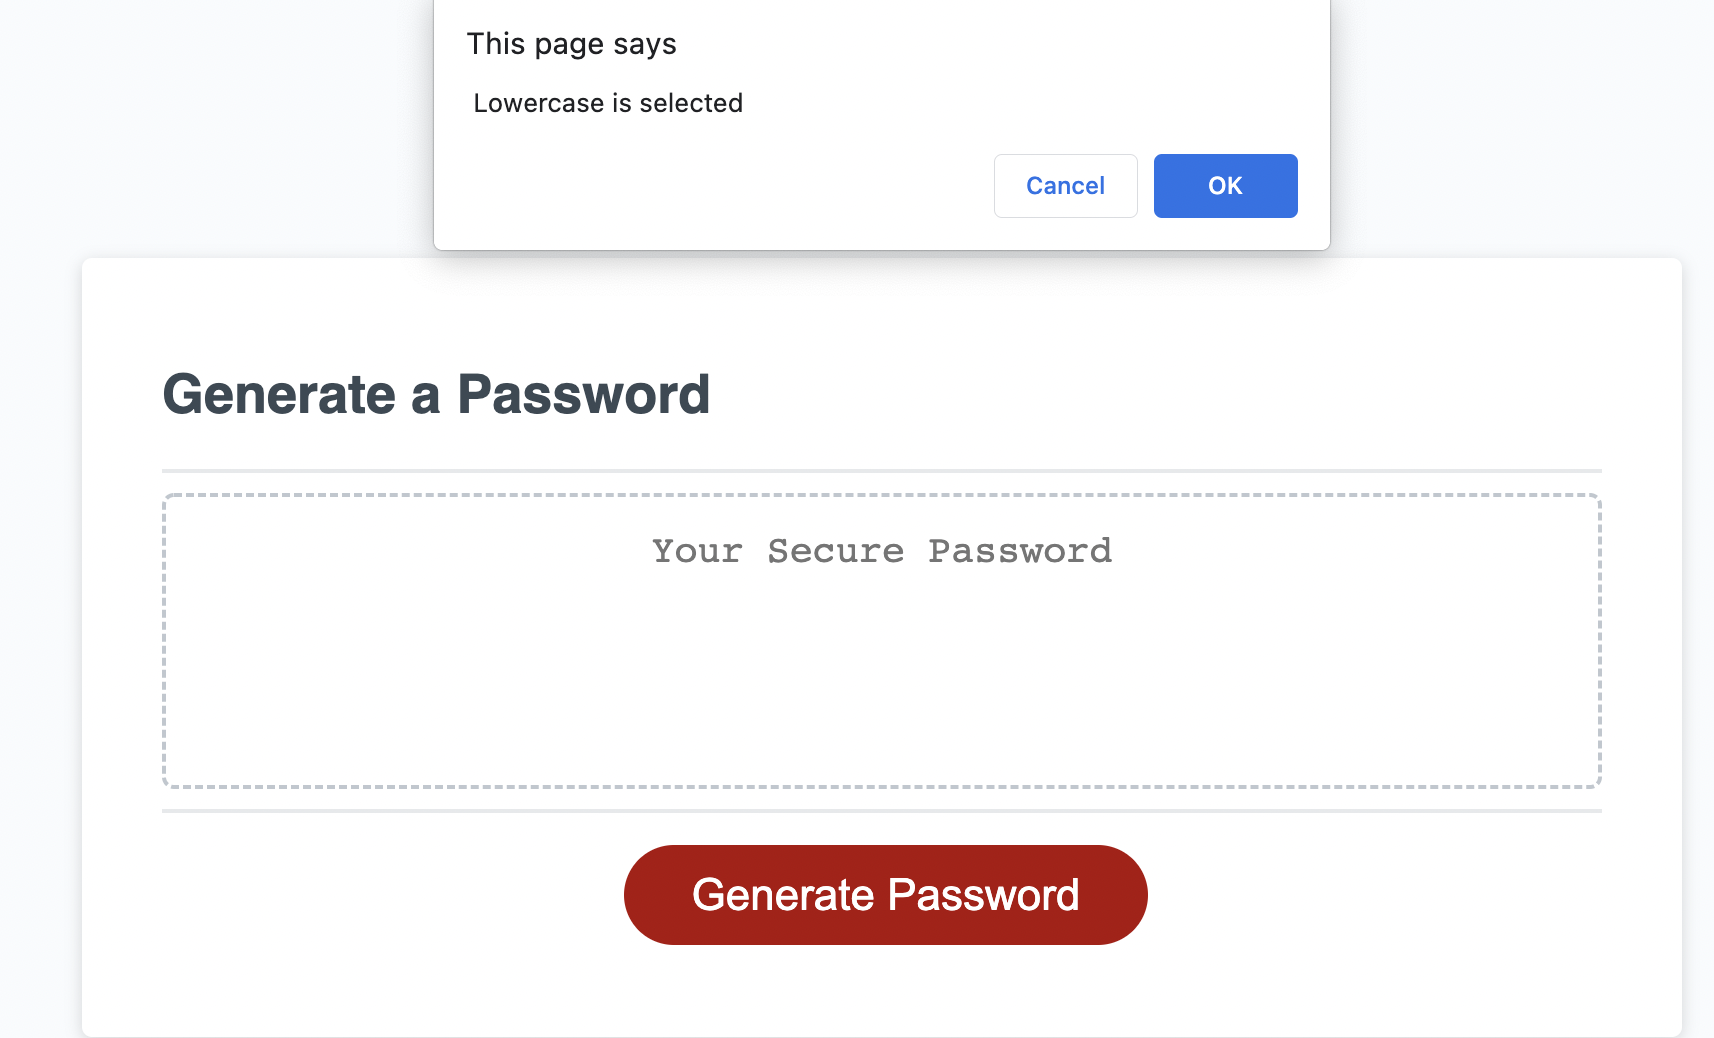 This page says
Lowercase is selected
Cancel
OK
Generate a Password
Your Secure Password
Generate Password